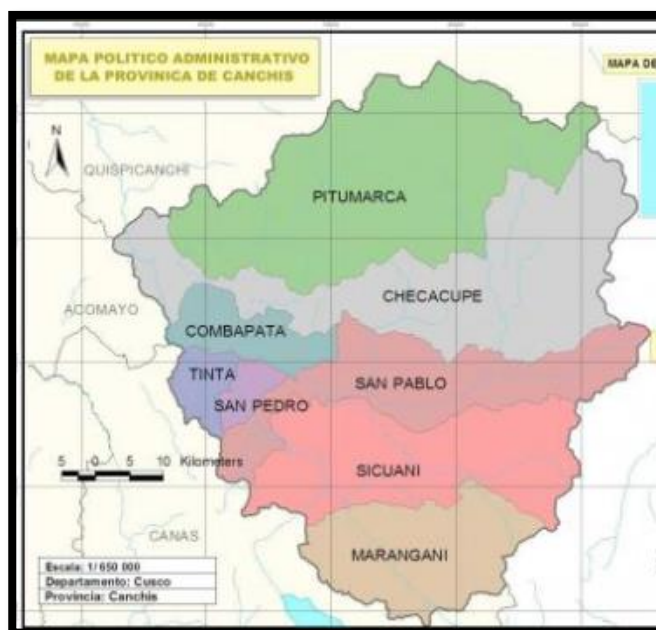 MAPA POLITICO ADMINISTRATIVO
DE LA PROVINICA DE CANCHIS
MAPA DE
N
QUISPICANCHI
PITUMARCA
ACOMAYO
CHECACUPE
COMBAPATA
TINTA
SAN PABLO
SAN PEDRO
5 0 5 10 Kilometers
SICUANI
CANAS
MARANGANI
Escala: 1/ 650 000
Departamento: Cusco
Provincia: Canchis